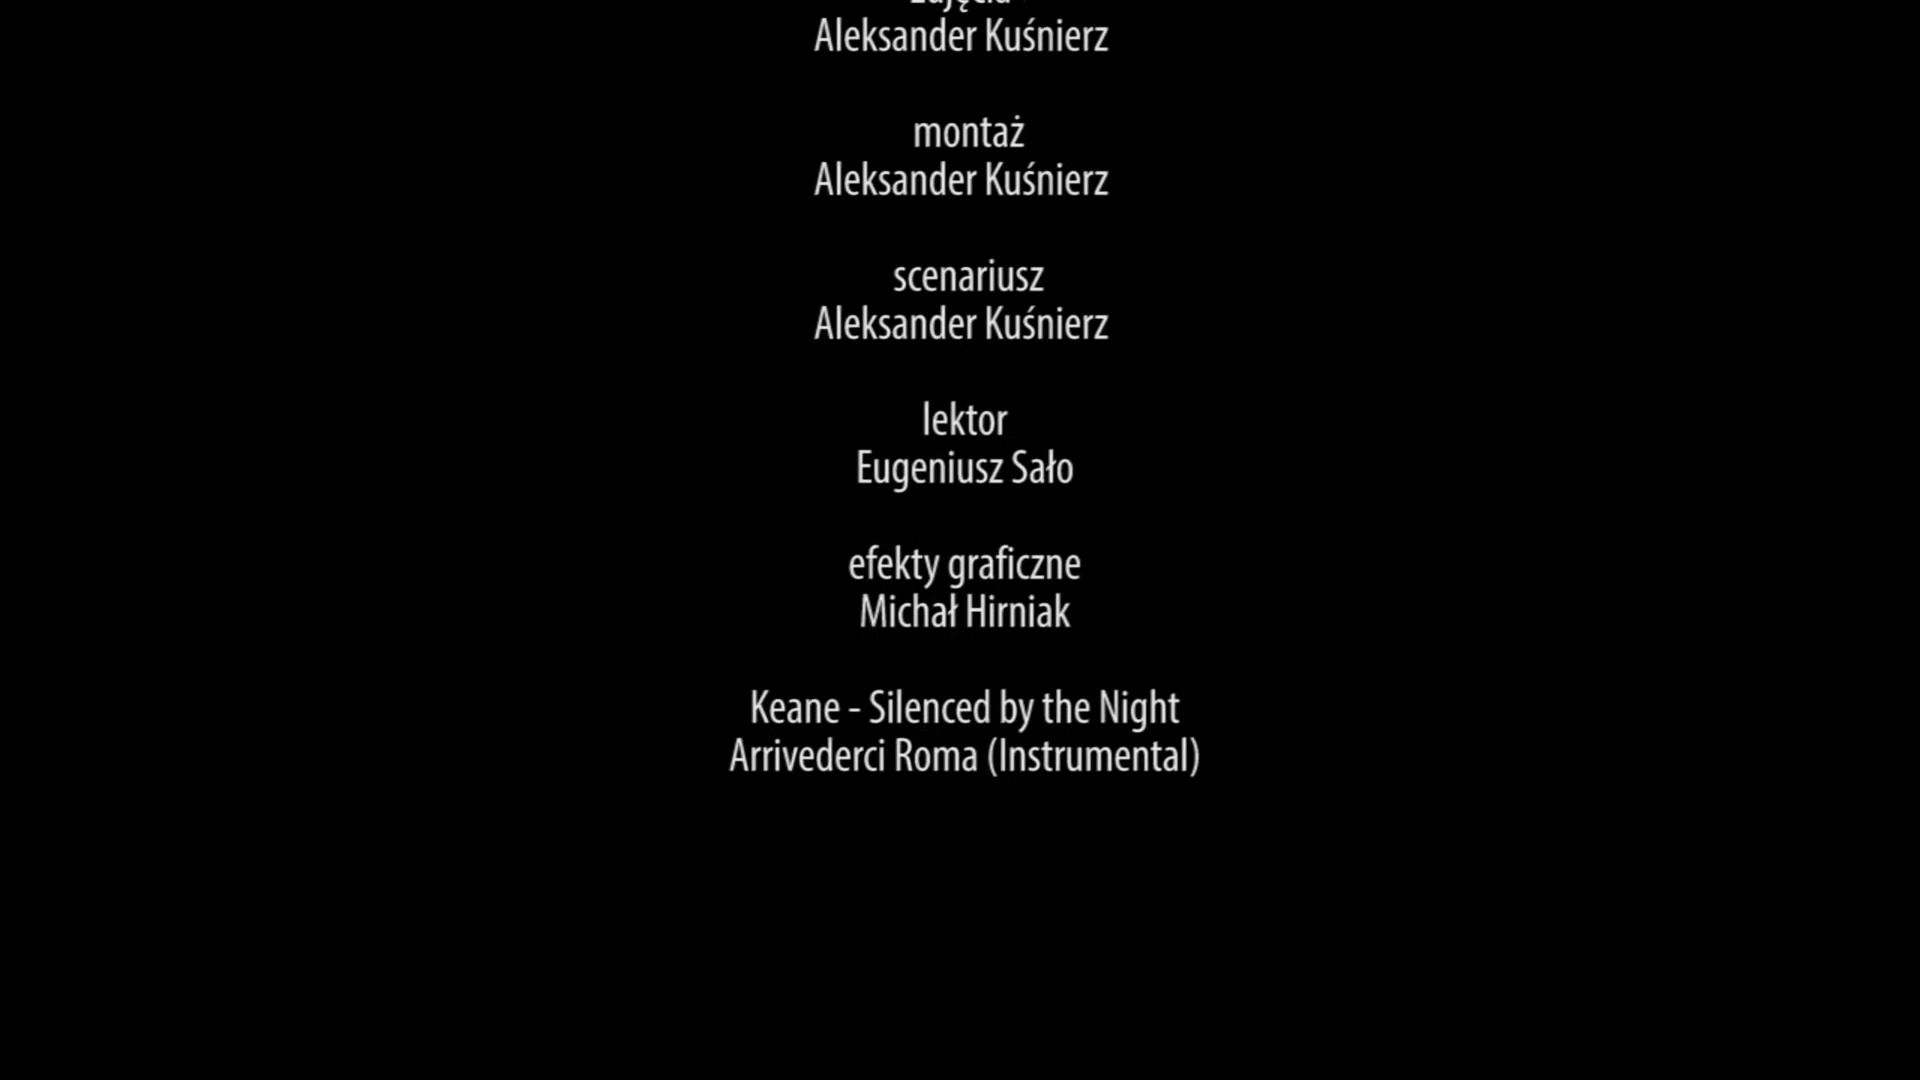 zdjęcia
Aleksander Kuśnierz
montaż
Aleksander Kuśnierz
scenariusz
Aleksander Kuśnierz
lektor
Eugeniusz Sało
efekty graficzne
Michał Hirniak
Keane - Silenced by the Night
Arrivederci Roma (Instrumental)